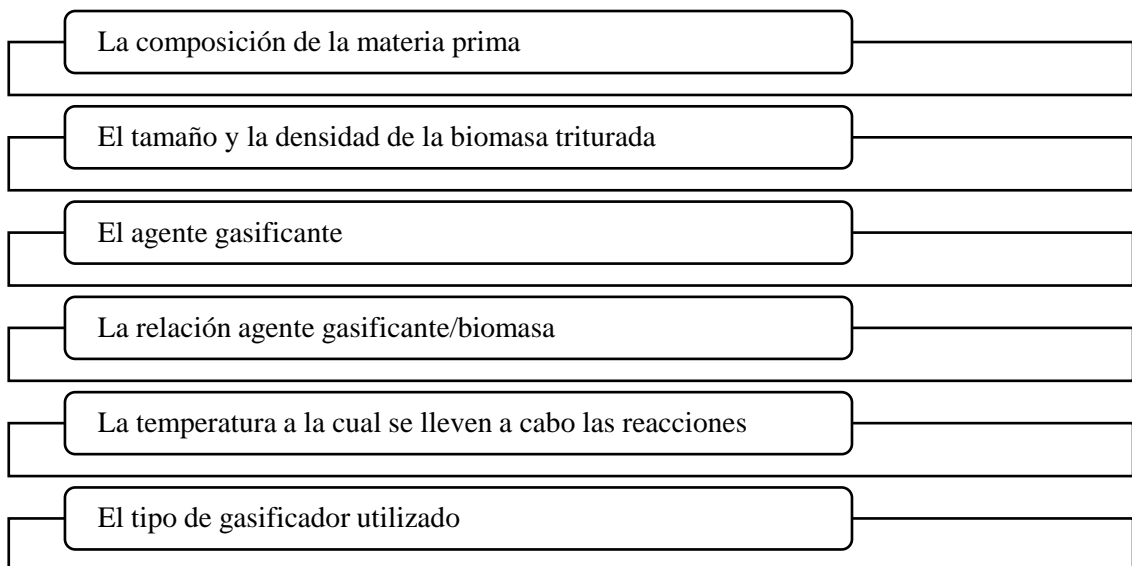 La composición de la materia prima
El tamaño y la densidad de la biomasa triturada
El agente gasificante
La relación agente gasificante/biomasa
La temperatura a la cual se lleven a cabo las reacciones
El tipo de gasificador utilizado